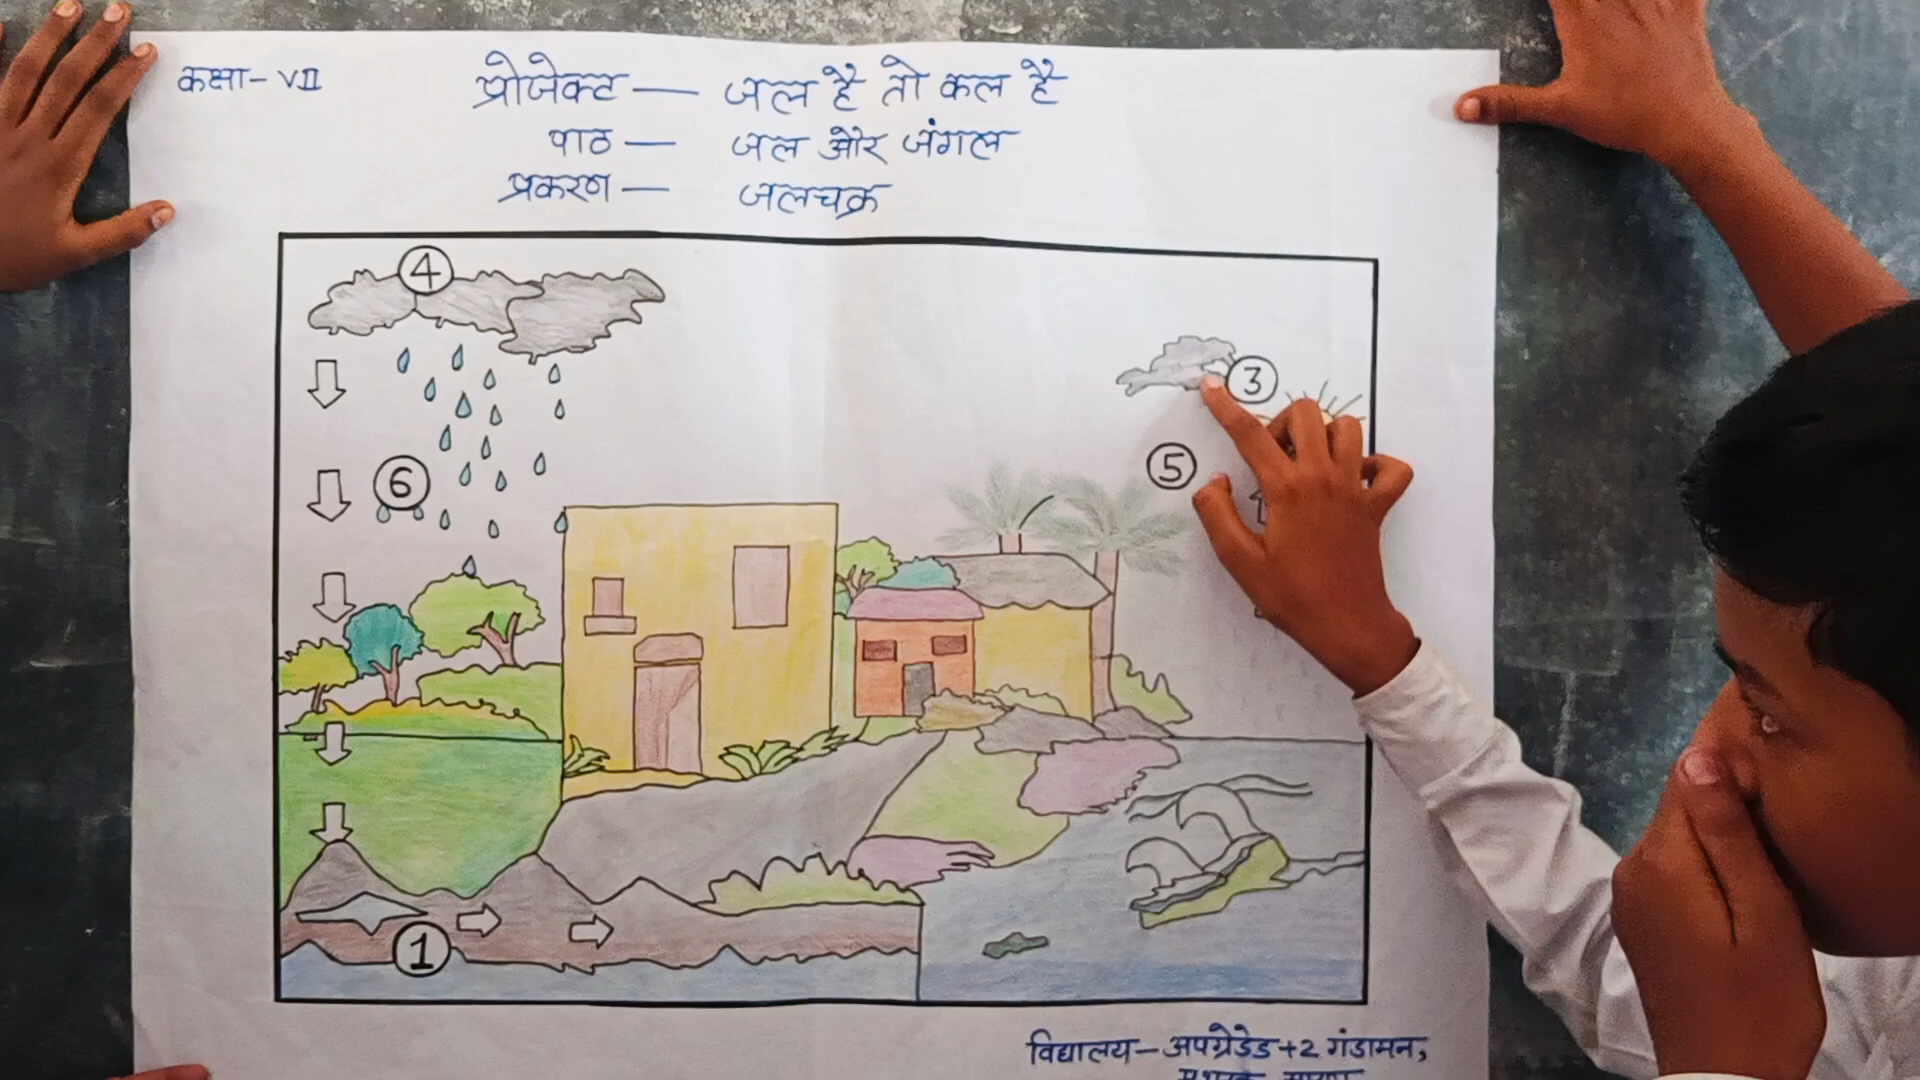 कक्षा - VII
प्रोजेक्ट — जल है तो कल है
पाठ — जल और जंगल
प्रकरण — जलचक्र
4
3
5
6
1
विद्यालय - अपग्रेडेड +2 गंडामन,